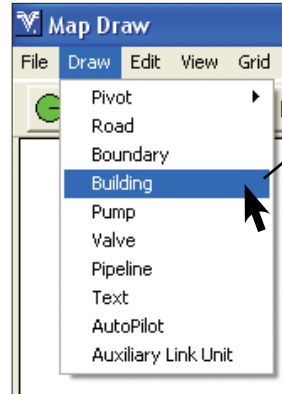 Map Draw
File Draw Edit View Grid
Pivot
Road
Boundary
Building
Pump
Valve
Pipeline
Text
AutoPilot
Auxiliary Link Unit